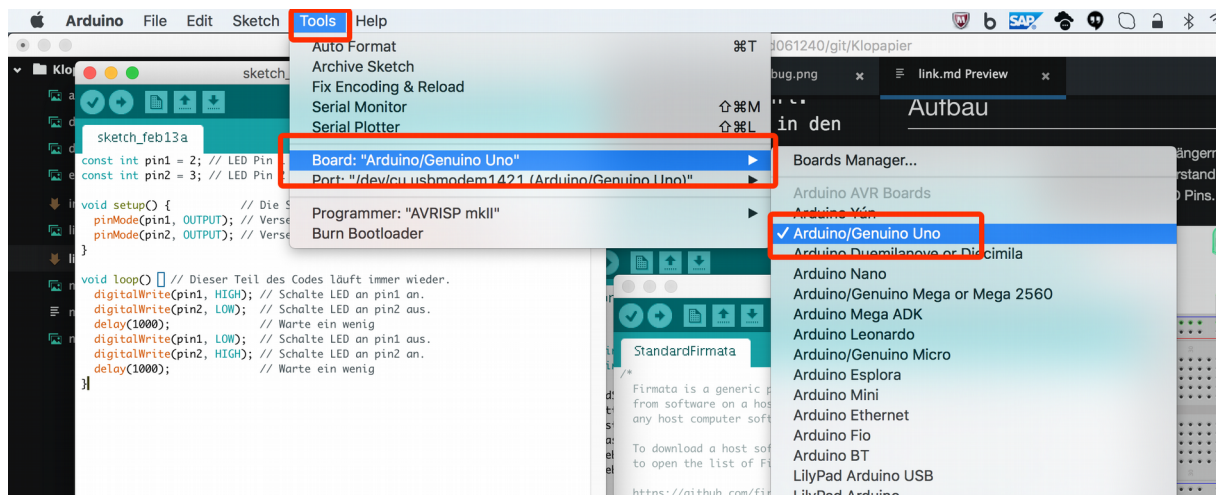 Arduino File Edit Sketch Tools Help
SAP
d061240/git/Klopapier
Klo
sketch_
bug.png x link.md Preview x
Auto Format ⌘T
Archive Sketch
Fix Encoding & Reload
Serial Monitor ⇧⌘M
Serial Plotter ⇧⌘L
Board: "Arduino/Genuino Uno"
Port: "/dev/cu.usbmodem1421 (Arduino/Genuino Uno)"
Programmer: "AVRISP mkII"
Burn Bootloader
in den
Aufbau
Pins.
Boards Manager...
Arduino AVR Boards
Arduino Yún
✓ Arduino/Genuino Uno
Arduino Duemilanove or Diecimila
Arduino Nano
Arduino/Genuino Mega or Mega 2560
Arduino Mega ADK
Arduino Leonardo
Arduino/Genuino Micro
Arduino Esplora
Arduino Mini
Arduino Ethernet
Arduino Fio
Arduino BT
LilyPad Arduino USB
LilyPad Arduino
sketch_feb13a
const int pin1 = 2; // LED Pin
const int pin2 = 3; // LED Pin
void setup() { // Die S
pinMode(pin1, OUTPUT); // Verse
pinMode(pin2, OUTPUT); // Verse
}
void loop() { // Dieser Teil des Codes läuft immer wieder.
digitalWrite(pin1, HIGH); // Schalte LED an pin1 an.
digitalWrite(pin2, LOW); // Schalte LED an pin2 aus.
delay(1000); // Warte ein wenig
digitalWrite(pin1, LOW); // Schalte LED an pin1 aus.
digitalWrite(pin2, HIGH); // Schalte LED an pin2 an.
delay(1000); // Warte ein wenig
}
StandardFirmata
/*
Firmata is a generic p
from software on a hos
any host computer soft
To download a host sof
to open the list of Fi
https://github.com/fir